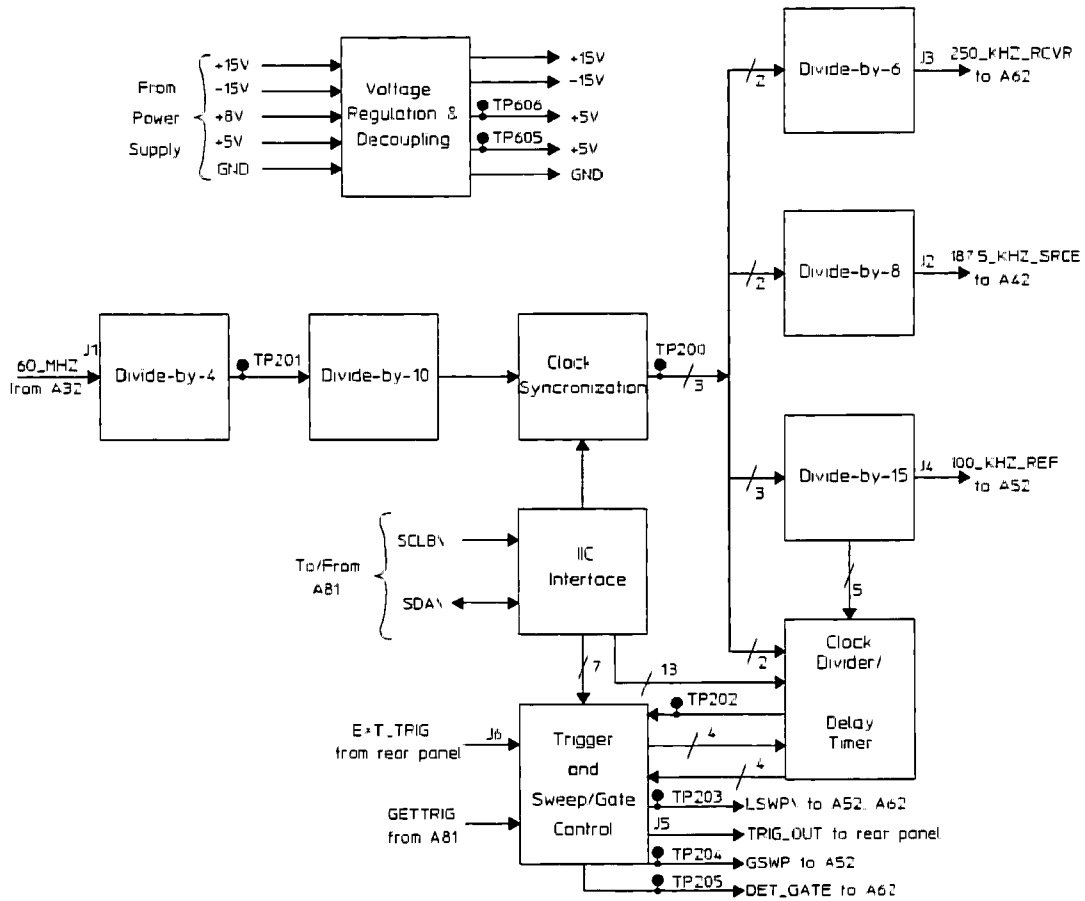 From
Power
Supply
+15V
-15V
+8V
+5V
GND
Voltage
Regulation &
Decoupling
+15V
-15V
TP606
+5V
TP605
+5V
GND
2
Divide-by-6
J3
250_KHZ_RCVR
to A62
2
Divide-by-8
J2
187.5_KHZ_SRCE
to A42
J1
60_MHZ
from A32
Divide-by-4
TP201
Divide-by-10
Clock
Syncronization
TP200
3
3
Divide-by-15
J4
100_KHZ_REF
to A52
To/From
A81
SCLB\
SDA\
IIC
Interface
5
7
13
2
Clock
Divider/
Delay
Timer
TP202
4
4
EXT_TRIG
from rear panel
J6
GETTRIG
from A81
Trigger
and
Sweep/Gate
Control
TP203
LSWP\ to A52, A62
J5
TRIG_OUT to rear panel
TP204
GSWP to A52
TP205
DET_GATE to A62